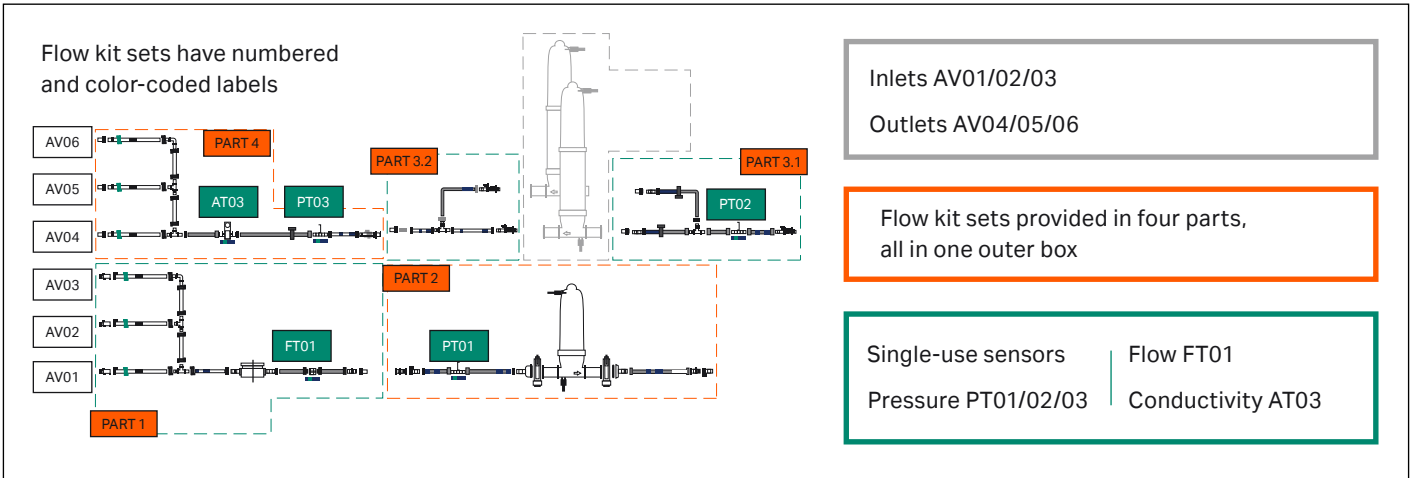 Flow kit sets have numbered
and color-coded labels
AV06
PART 4
AV05
AT03
PT03
AV04
PART 3.2
PART 3.1
PT02
AV03
AV02
AV01
FT01
PART 1
PART 2
PT01
Inlets AV01/02/03
Outlets AV04/05/06
Flow kit sets provided in four parts,
all in one outer box
Single-use sensors
Pressure PT01/02/03
Flow FT01
Conductivity AT03